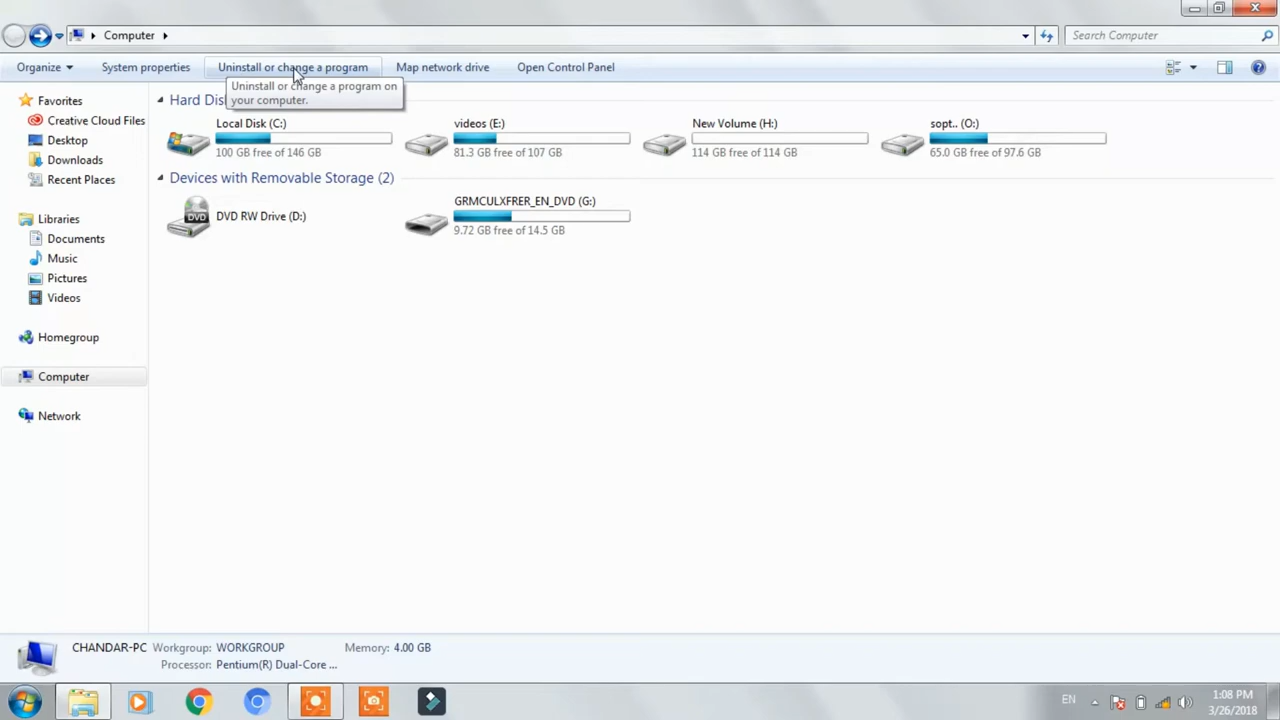 Computer
Search Computer
Organize
System properties
Uninstall or change a program
Map network drive
Open Control Panel
Uninstall or change a program on
your computer.
Favorites
Creative Cloud Files
Desktop
Downloads
Recent Places
Libraries
Documents
Music
Pictures
Videos
Homegroup
Computer
Network
Hard Dis
Local Disk (C:)
100 GB free of 146 GB
videos (E:)
81.3 GB free of 107 GB
New Volume (H:)
114 GB free of 114 GB
sopt.. (O:)
65.0 GB free of 97.6 GB
Devices with Removable Storage (2)
DVD
DVD RW Drive (D:)
GRMCULXFRER_EN_DVD (G:)
9.72 GB free of 14.5 GB
CHANDAR-PC Workgroup: WORKGROUP Memory: 4.00 GB
Processor: Pentium(R) Dual-Core ...
EN
1:08 PM
3/26/2018